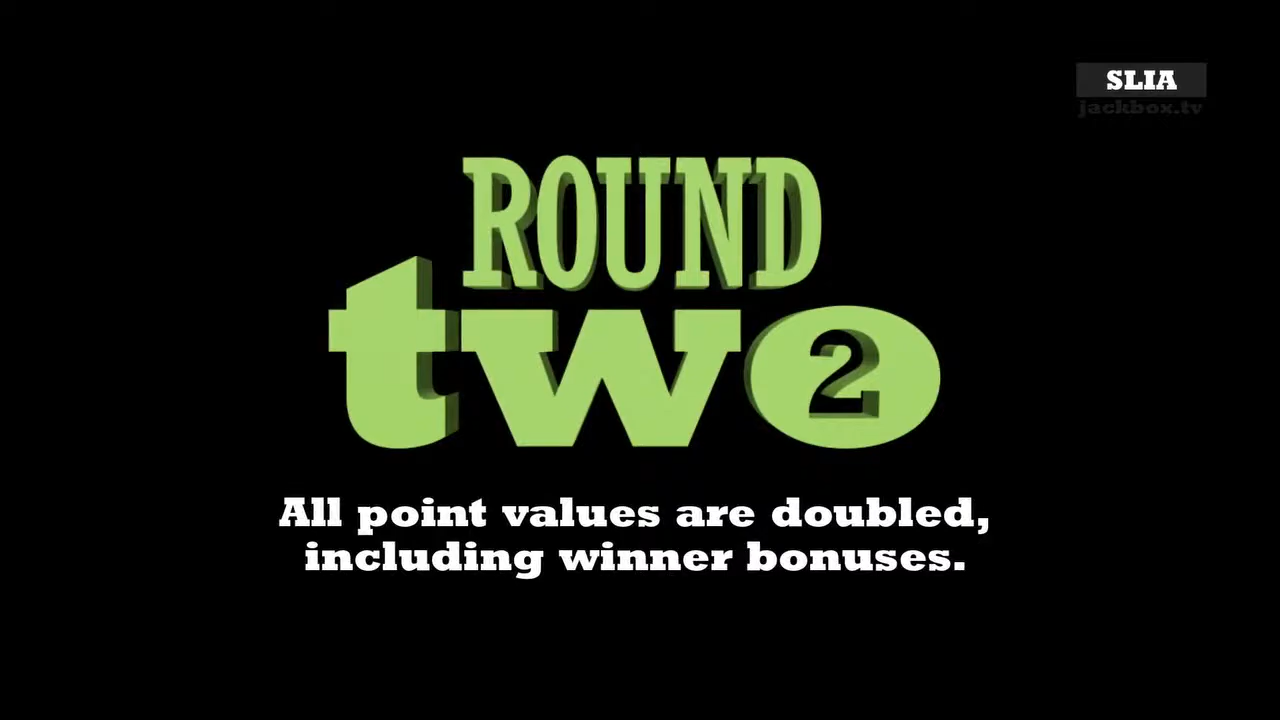 SLIA
jackbox.tv
ROUND
two
2
All point values are doubled,
including winner bonuses.